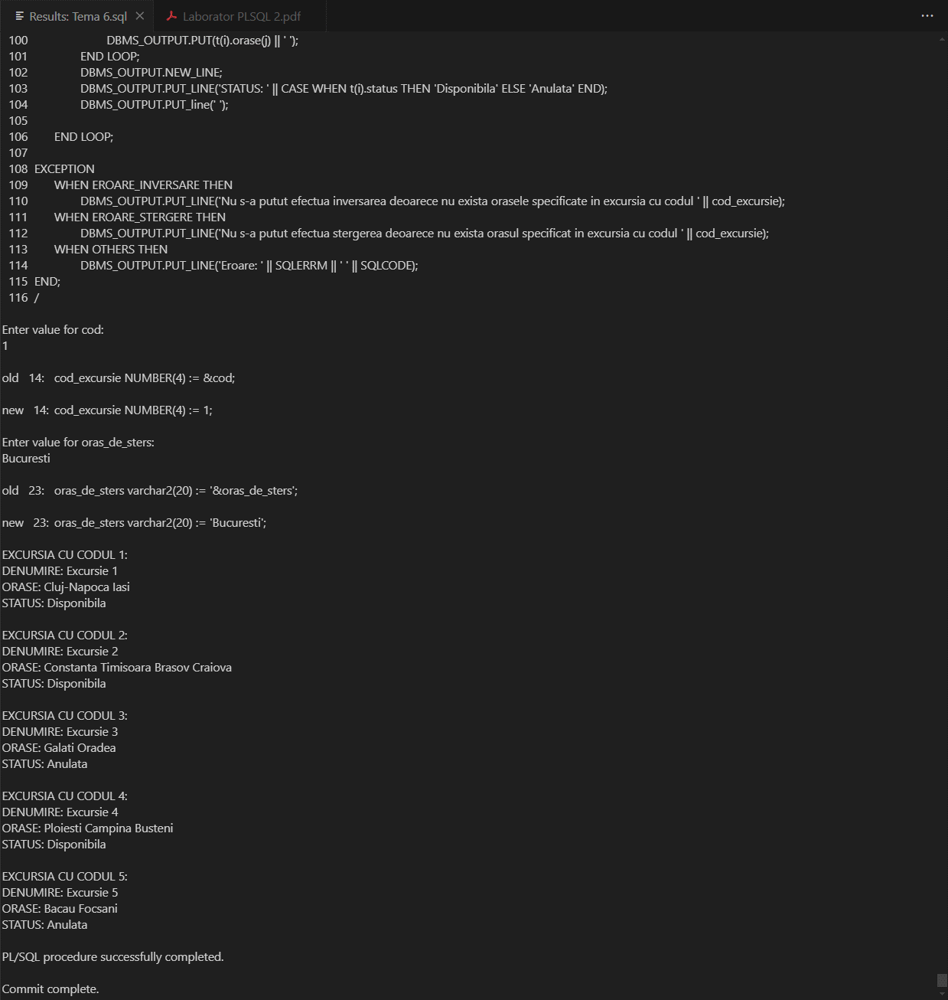 Results: Tema 6.sql
Laborator PLSQL 2.pdf
100 DBMS_OUTPUT.PUT(t(i).orase(j) || ' ');
101 END LOOP;
102 DBMS_OUTPUT.NEW_LINE;
103 DBMS_OUTPUT.PUT_LINE('STATUS: ' || CASE WHEN t(i).status THEN 'Disponibila' ELSE 'Anulata' END);
104 DBMS_OUTPUT.PUT_line(' ');
105
106 END LOOP;
107
108 EXCEPTION
109 WHEN EROARE_INVERSARE THEN
110 DBMS_OUTPUT.PUT_LINE('Nu s-a putut efectua inversarea deoarece nu exista orasele specificate in excursia cu codul ' || cod_excursie);
111 WHEN EROARE_STERGERE THEN
112 DBMS_OUTPUT.PUT_LINE('Nu s-a putut efectua stergerea deoarece nu exista orasul specificat in excursia cu codul ' || cod_excursie);
113 WHEN OTHERS THEN
114 DBMS_OUTPUT.PUT_LINE('Eroare: ' || SQLERRM || ' ' || SQLCODE);
115 END;
116 /
Enter value for cod:
1
old 14: cod_excursie NUMBER(4) := &cod;
new 14: cod_excursie NUMBER(4) := 1;
Enter value for oras_de_sters:
Bucuresti
old 23: oras_de_sters varchar2(20) := '&oras_de_sters';
new 23: oras_de_sters varchar2(20) := 'Bucuresti';
EXCURSIA CU CODUL 1:
DENUMIRE: Excursie 1
ORASE: Cluj-Napoca Iasi
STATUS: Disponibila
EXCURSIA CU CODUL 2:
DENUMIRE: Excursie 2
ORASE: Constanta Timisoara Brasov Craiova
STATUS: Disponibila
EXCURSIA CU CODUL 3:
DENUMIRE: Excursie 3
ORASE: Galati Oradea
STATUS: Anulata
EXCURSIA CU CODUL 4:
DENUMIRE: Excursie 4
ORASE: Ploiesti Campina Busteni
STATUS: Disponibila
EXCURSIA CU CODUL 5:
DENUMIRE: Excursie 5
ORASE: Bacau Focsani
STATUS: Anulata
PL/SQL procedure successfully completed.
Commit complete.